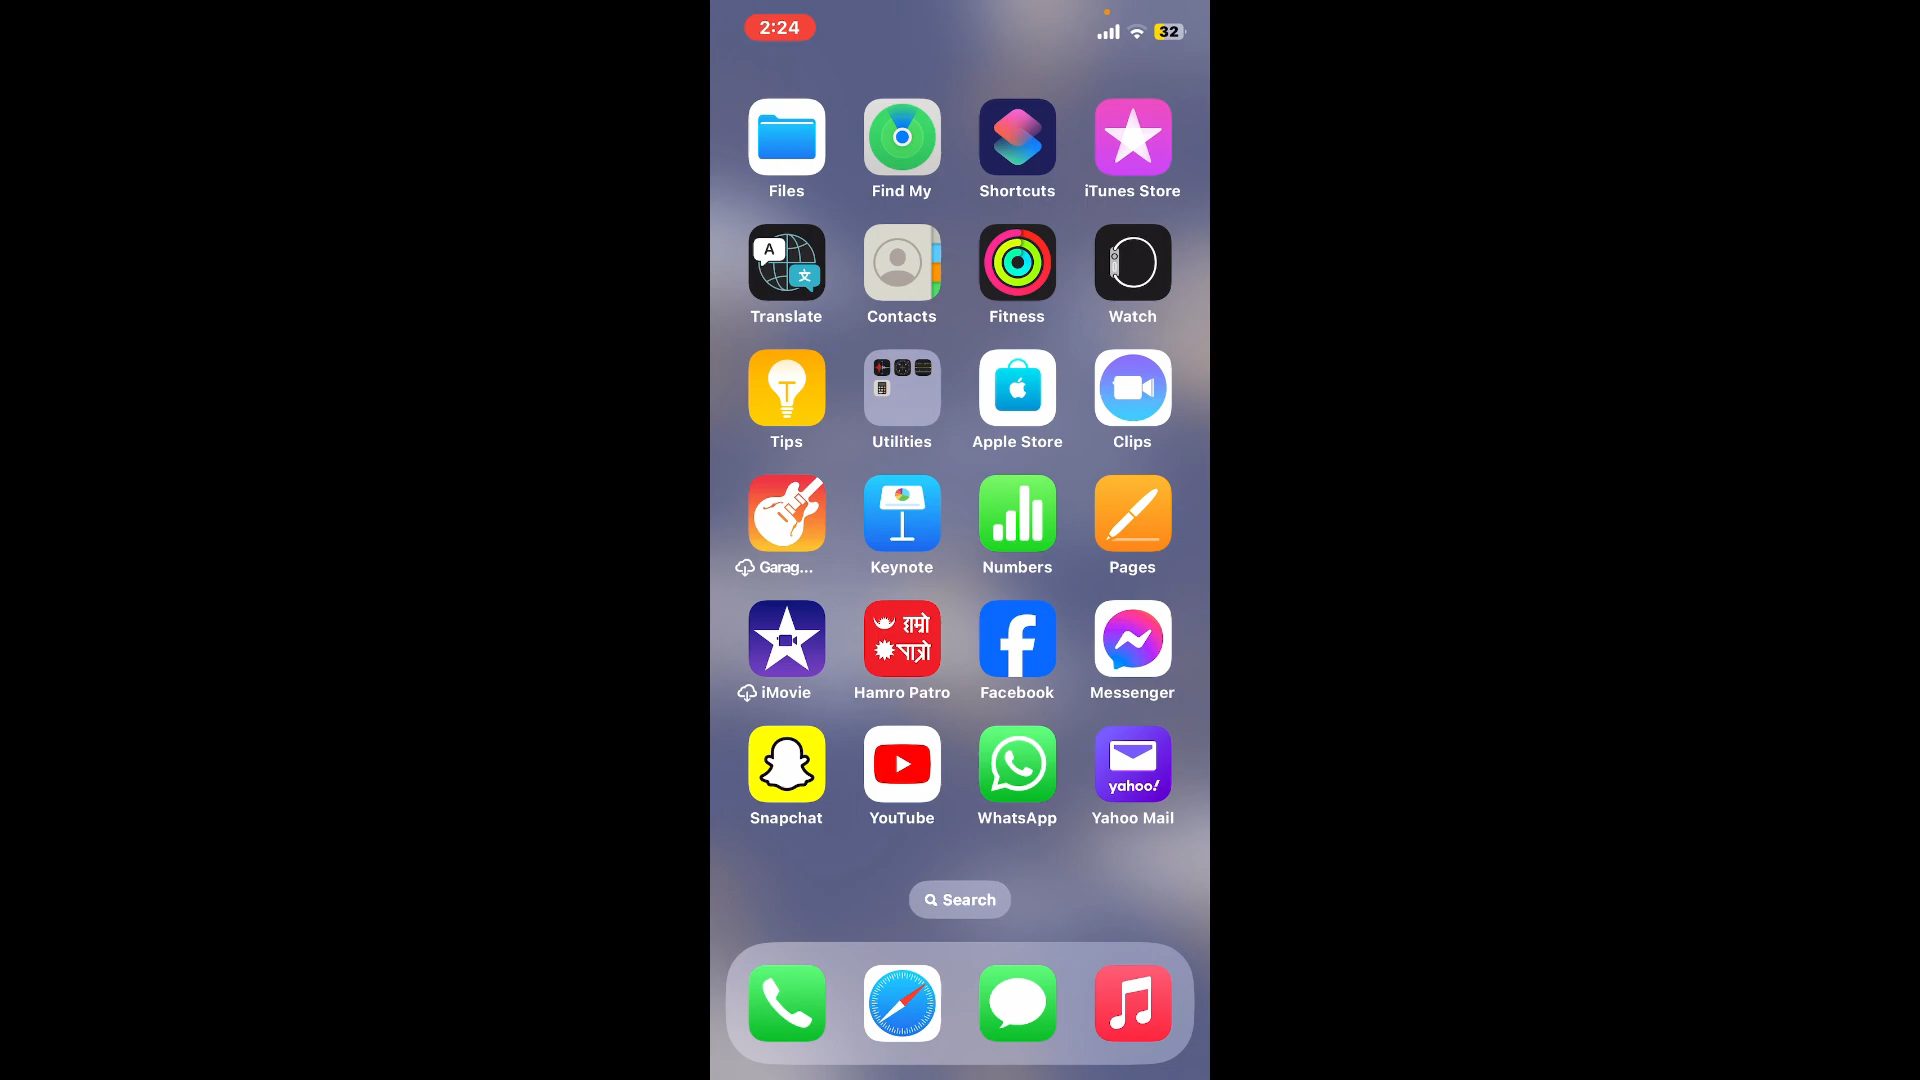 2:24
32
Files
Find My
Shortcuts
iTunes Store
A
文
Translate
Contacts
Fitness
Watch
Tips
Utilities
Apple Store
Clips
Garag...
Keynote
Numbers
Pages
हाम्रो
पात्रो
iMovie
Hamro Patro
Facebook
Messenger
yahoo!
Snapchat
YouTube
WhatsApp
Yahoo Mail
Search